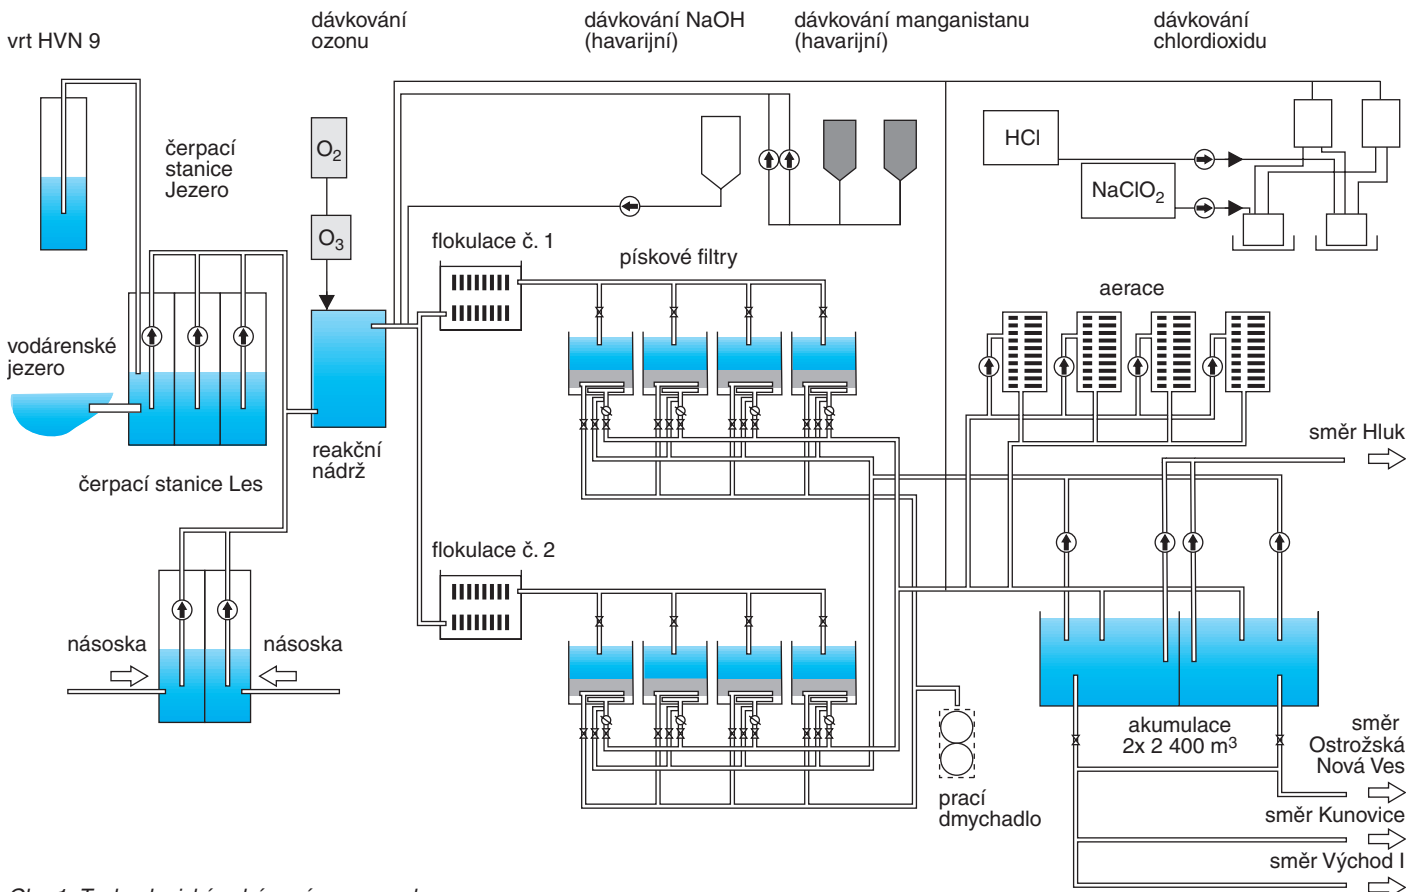 vrt HVN 9
dávkování
ozonu
dávkování NaOH
(havarijní)
dávkování manganistanu
(havarijní)
dávkování
chlordioxidu
čerpací
stanice
Jezero
O2
O3
HCl
NaClO2
flokulace č. 1
pískové filtry
aerace
vodárenské
jezero
reakční
nádrž
směr Hluk
čerpací stanice Les
flokulace č. 2
násoska
násoska
akumulace
2x 2 400 m3
směr
Ostrožská
Nová Ves
prací
dmychadlo
směr Kunovice
směr Východ I